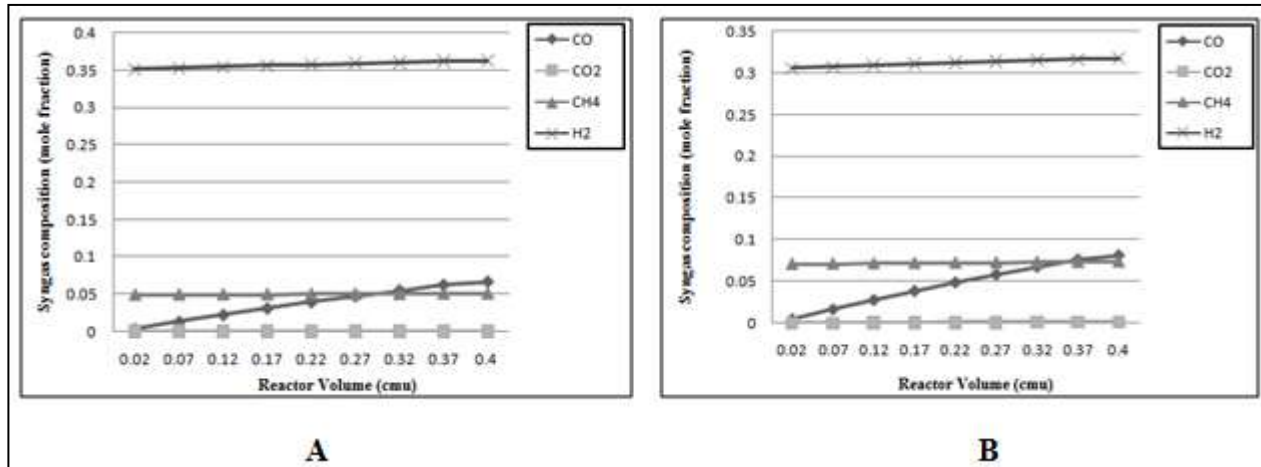 0.4
0.35
0.3
0.25
0.2
0.15
0.1
0.05
0
Syngas composition (mole fraction)
0.02 0.07 0.12 0.17 0.22 0.27 0.32 0.37 0.4
Reactor Volume (cmu)
CO
CO2
CH4
H2
A
0.35
0.3
0.25
0.2
0.15
0.1
0.05
0
Syngas composition (mole fraction)
0.02 0.07 0.12 0.17 0.22 0.27 0.32 0.37 0.4
Reactor Volume (cmu)
CO
CO2
CH4
H2
B